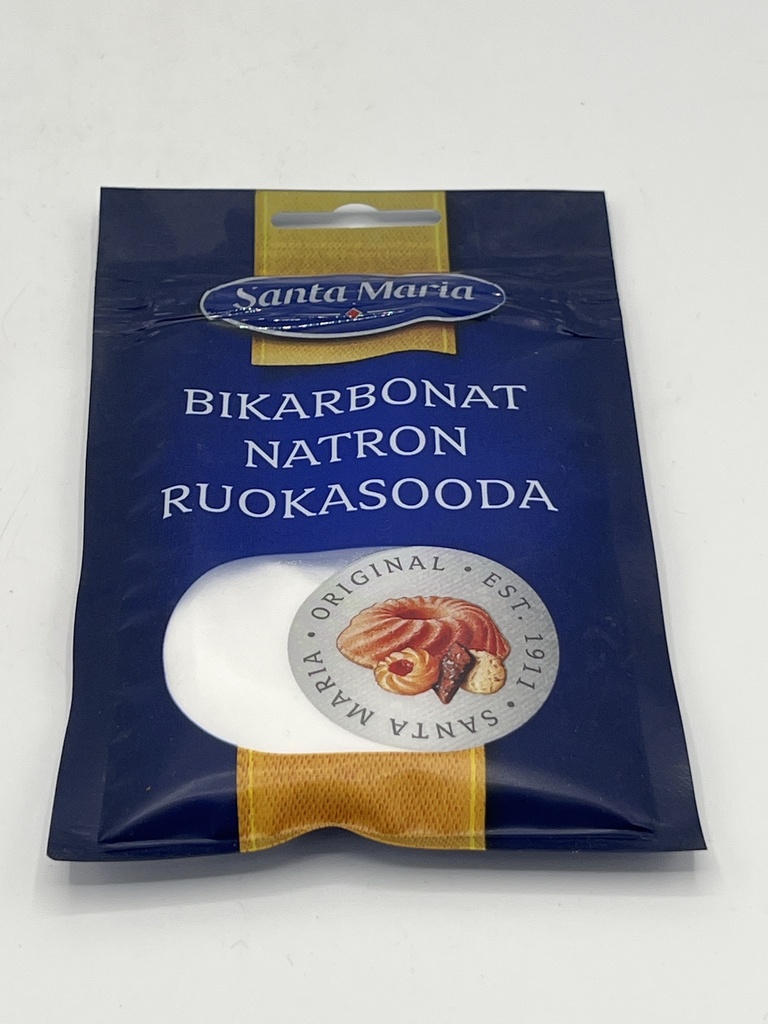 Santa Maria
BIKARBONAT
NATRON
RUOKASOODA
ORIGINAL • EST. 1911 • SANTA MARIA •